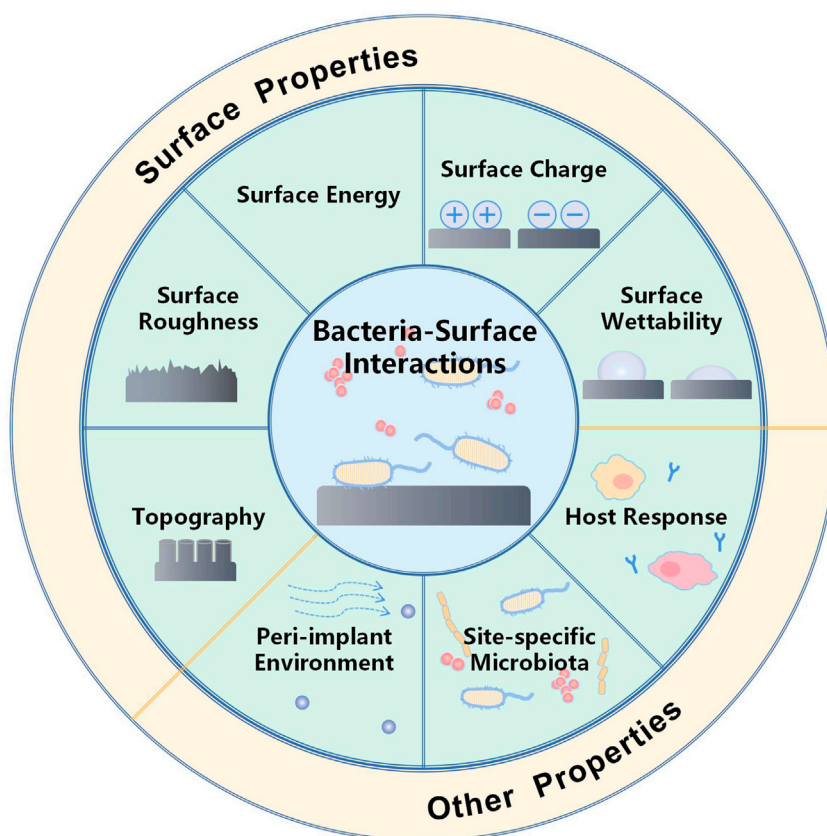 Surface Properties
Surface Energy
Surface Charge
+ +
− −
Surface
Roughness
Surface
Wettability
Bacteria-Surface
Interactions
Topography
Host Response
Peri-implant
Environment
Site-specific
Microbiota
Other Properties